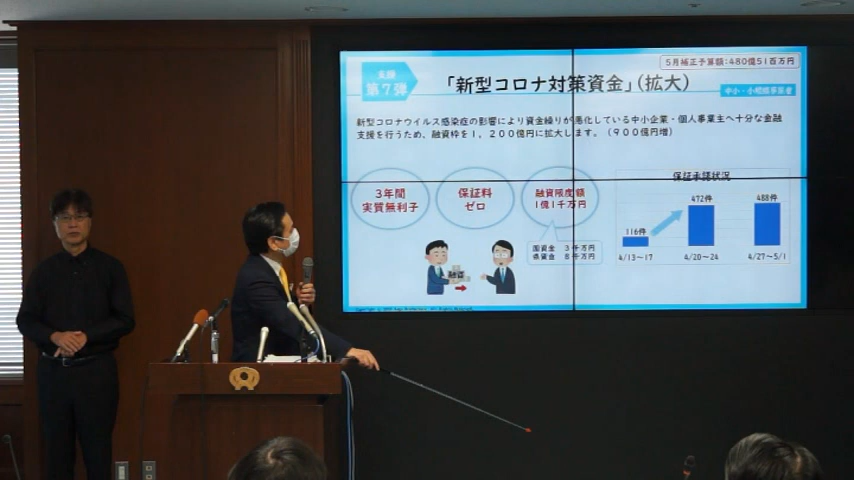 5月補正予算額:480億51百万円
支援
第7弾
「新型コロナ対策資金」(拡大)
中小・小規模事業者
新型コロナウイルス感染症の影響により資金繰りが悪化している中小企業・個人事業主へ十分な金融
支援を行うため、融資枠を1,200億円に拡大します。(900億円増)
3年間
実質無利子
保証料
ゼロ
融資限度額
1億1千万円
国資金 3千万円
県資金 8千万円
融資
保証承諾状況
116件
472件
488件
4/13～17
4/20～24
4/27～5/1